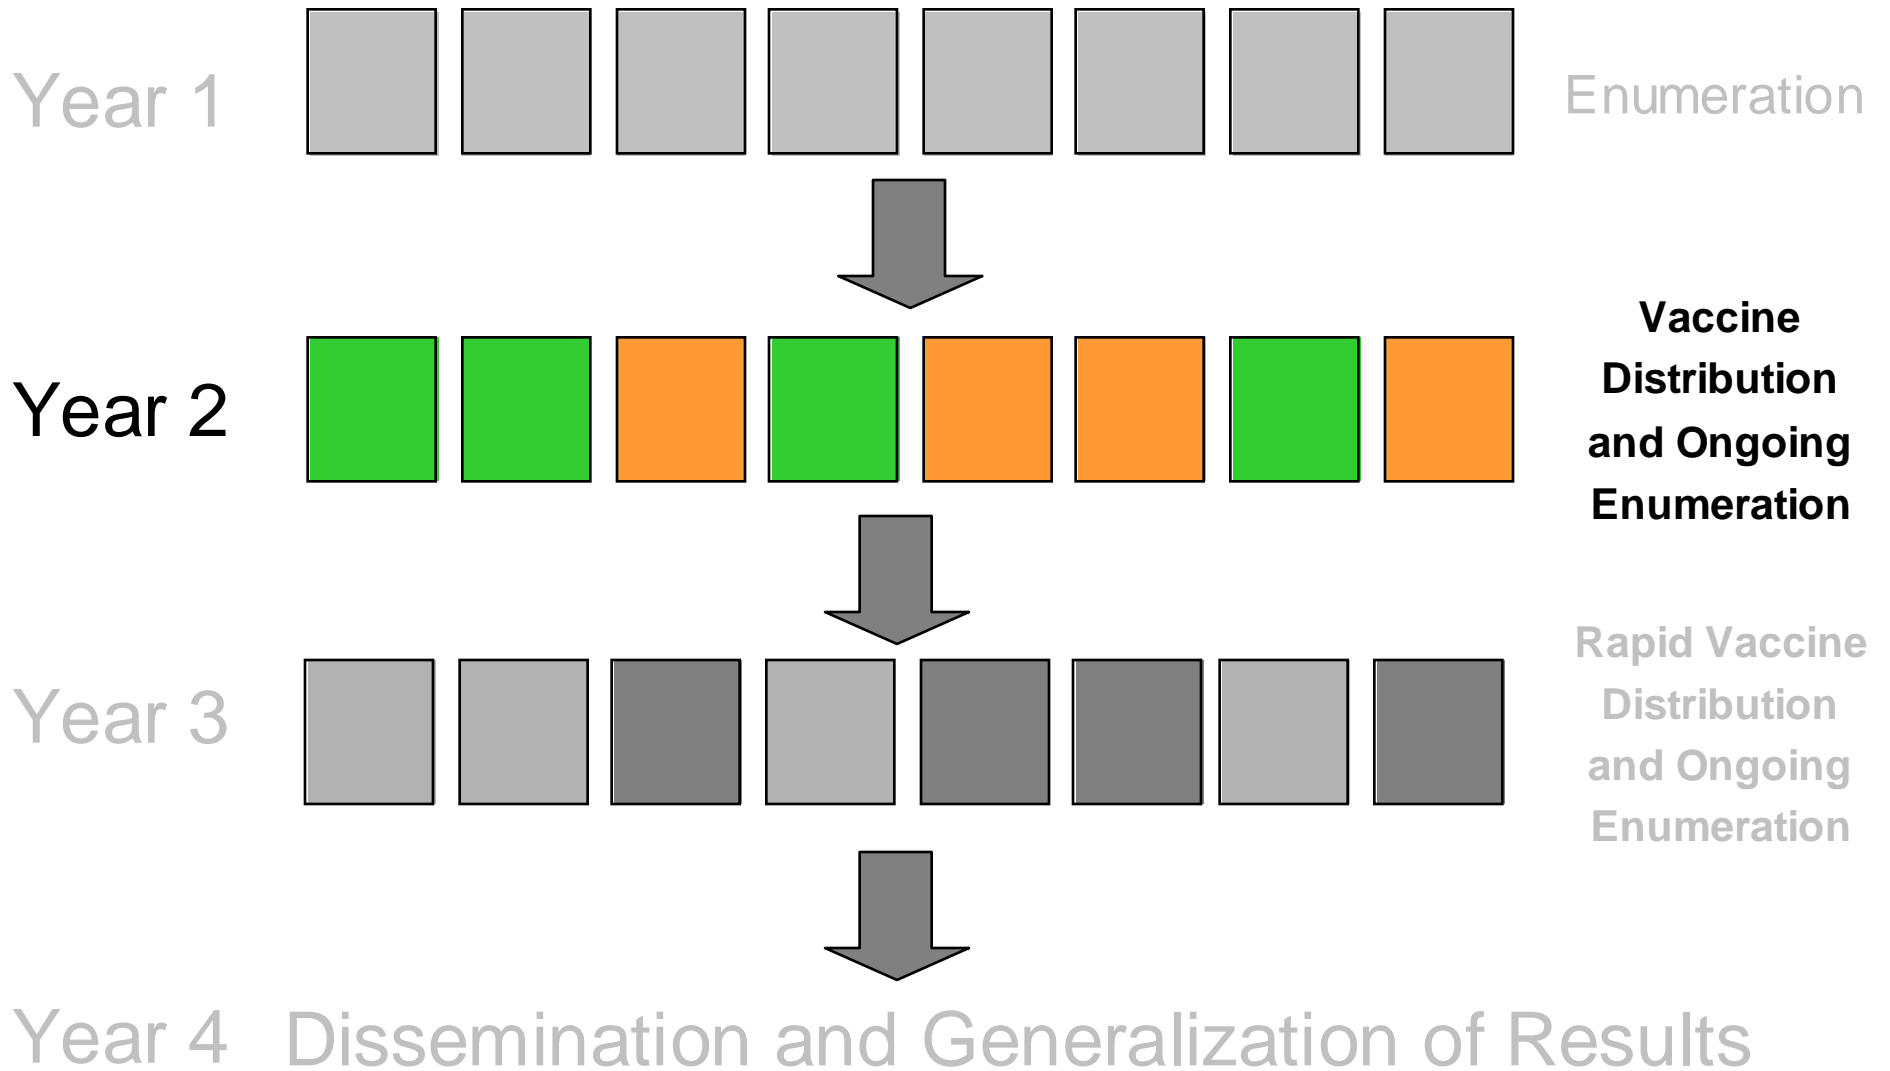 Year 1
Enumeration
Year 2
Vaccine
Distribution
and Ongoing
Enumeration
Year 3
Rapid Vaccine
Distribution
and Ongoing
Enumeration
Year 4 Dissemination and Generalization of Results